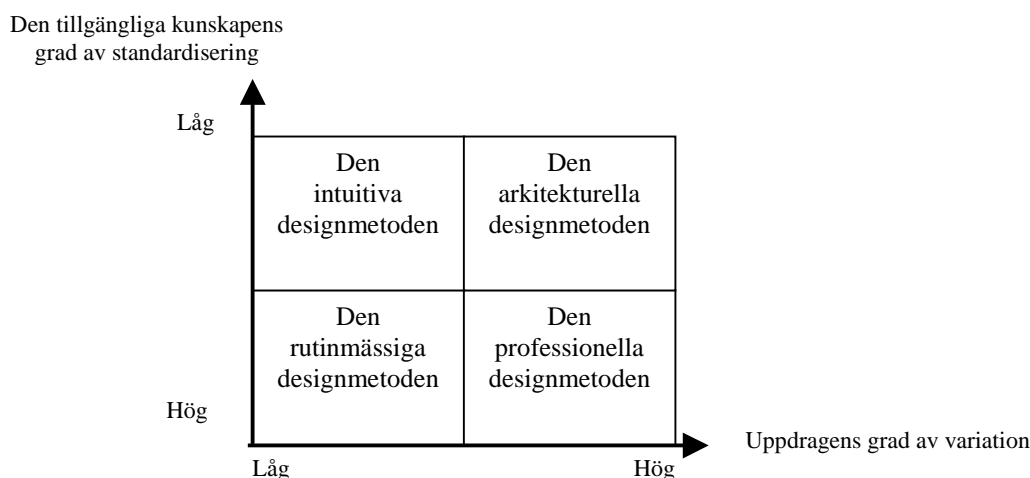 Den tillgängliga kunskapens
grad av standardisering
Låg
Den
intuitiva
designmetoden
Den
arkitekturella
designmetoden
Den
rutinmässiga
designmetoden
Den
professionella
designmetoden
Hög
Uppdragens grad av variation
Låg
Hög